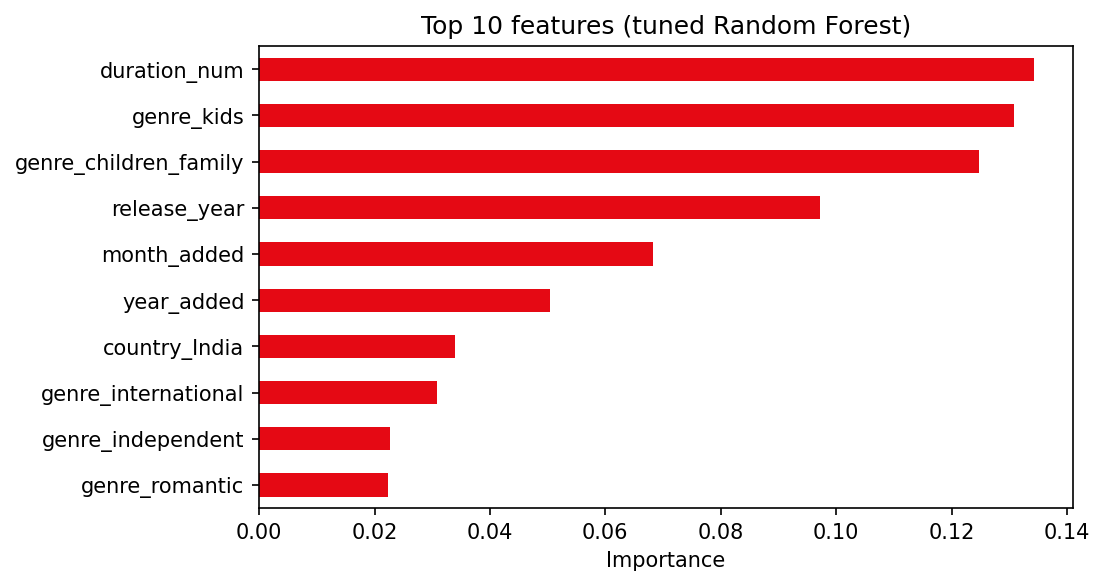 Top 10 features (tuned Random Forest)
duration_num
genre_kids
genre_children_family
release_year
month_added
year_added
country_India
genre_international
genre_independent
genre_romantic
0.00 0.02 0.04 0.06 0.08 0.10 0.12 0.14
Importance